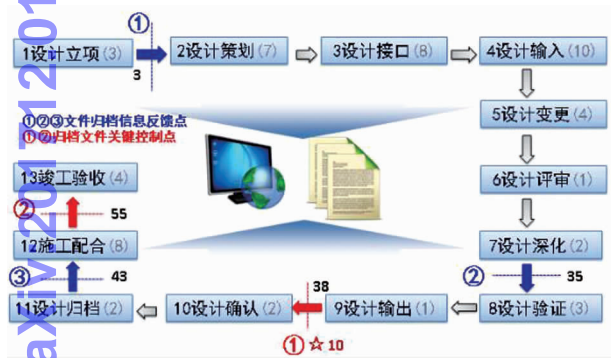 ①
1设计立项(3)
2设计策划(7)
3设计接口(8)
4设计输入(10)
3
①②③文件归档信息反馈点
①②归档文件关键控制点
5设计变更(4)
13竣工验收(4)
6设计评审(1)
② 55
12施工配合(8)
7设计深化(2)
③ 43
② 35
11设计归档(2)
10设计确认(2)
38
9设计输出(1)
8设计验证(3)
① ☆ 10
axiv20171201